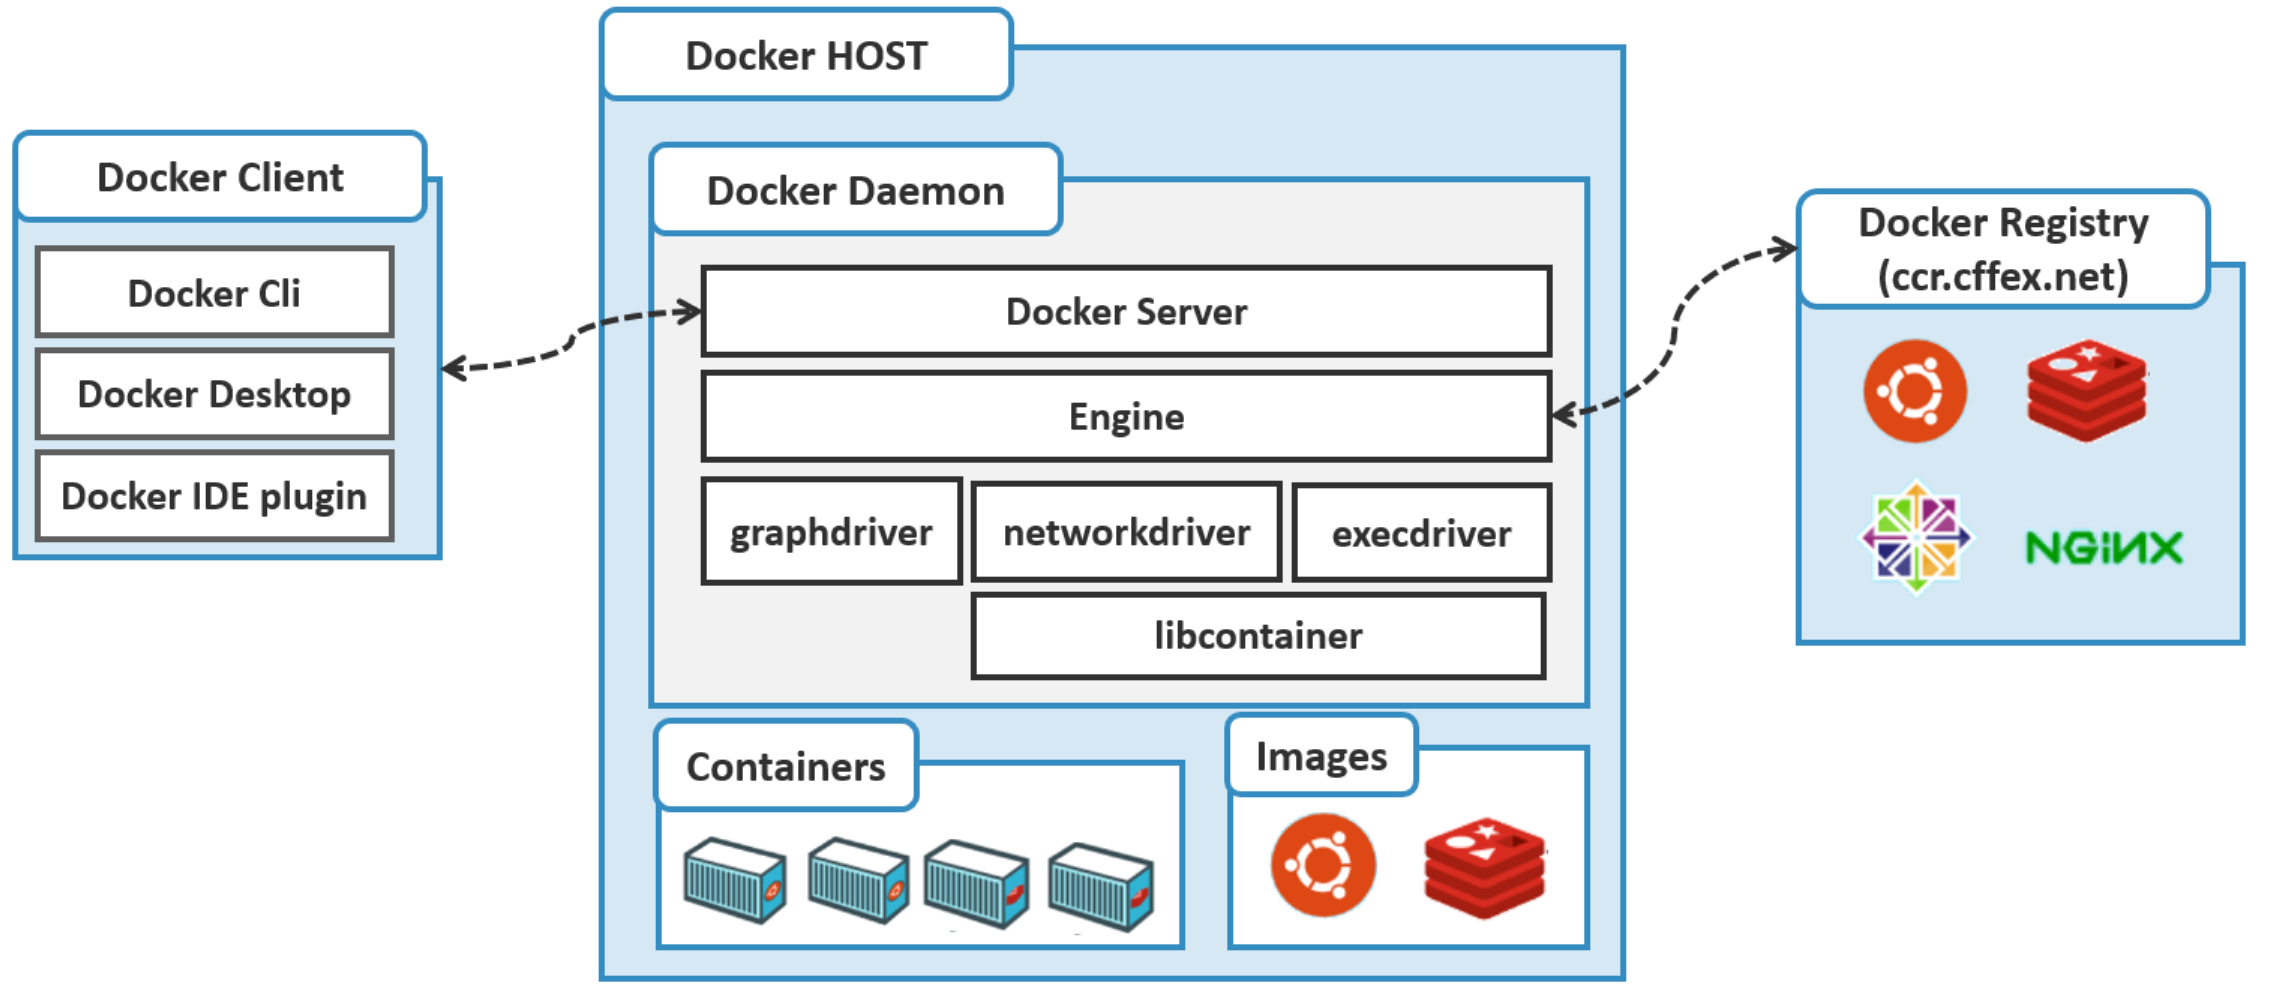 Docker HOST
Docker Client
Docker Cli
Docker Desktop
Docker IDE plugin
Docker Daemon
Docker Server
Engine
graphdriver
networkdriver
execdriver
libcontainer
Containers
Images
Docker Registry
(ccr.cffex.net)
NGiNX